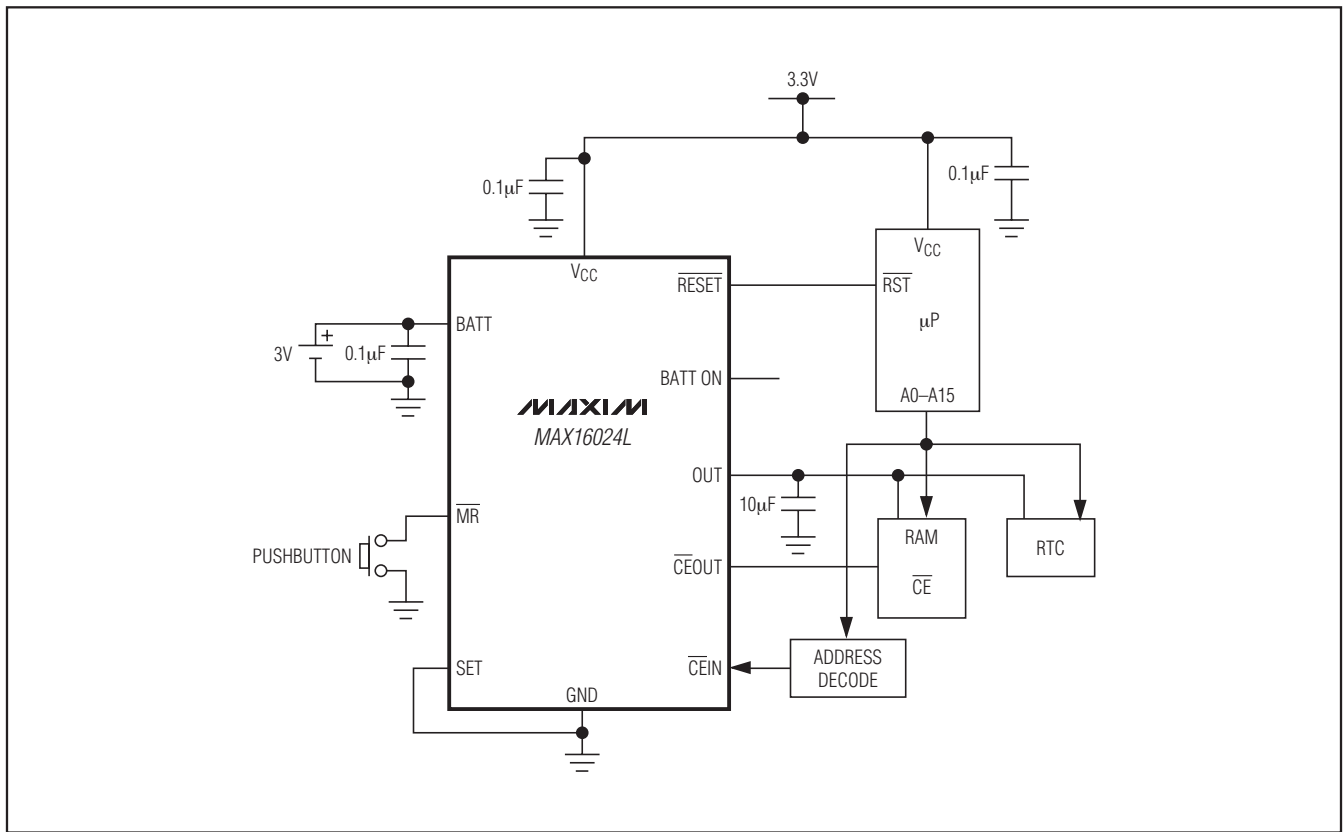 3.3V
0.1μF
0.1μF
VCC
VCC
RESET
RST
μP
BATT
+
3V
0.1μF
BATT ON
A0–A15
MAXIM
MAX16024L
OUT
10μF
MR
RAM
RTC
PUSHBUTTON
CEOUT
CE
SET
CEIN
ADDRESS
DECODE
GND